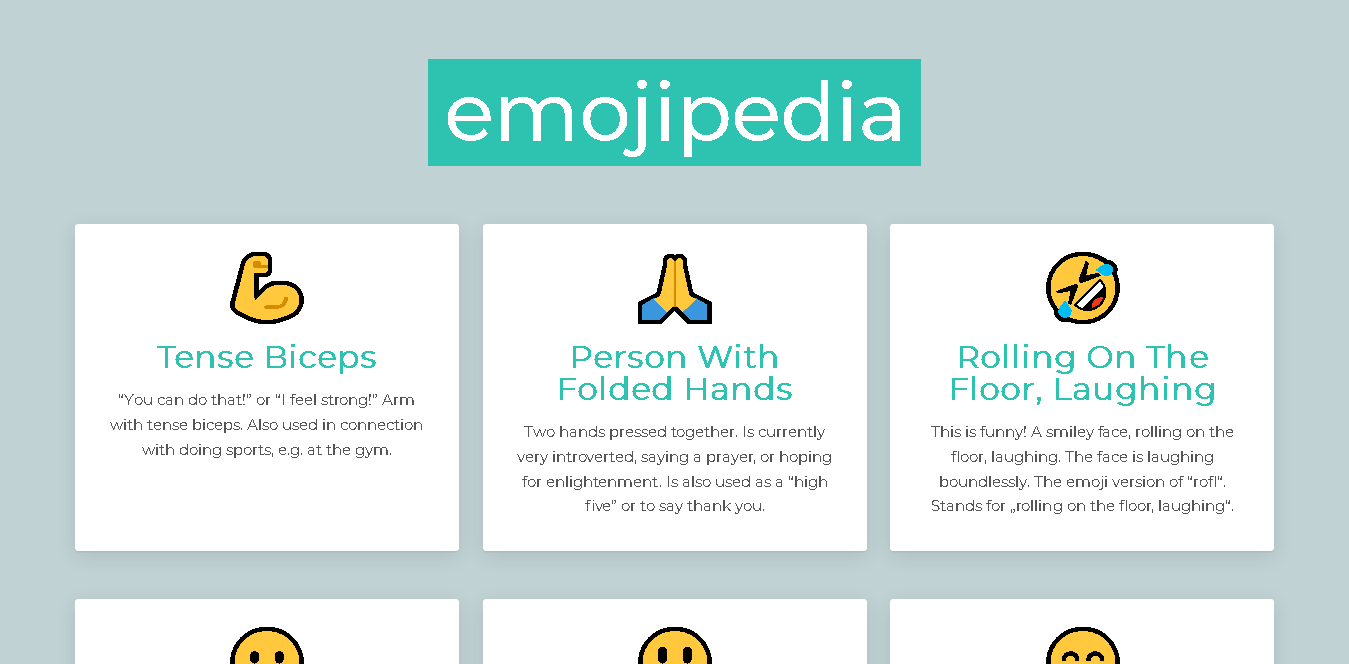 emojipedia
Tense Biceps
“You can do that!” or “I feel strong!” Arm
with tense biceps. Also used in connection
with doing sports, e.g. at the gym.
Person With
Folded Hands
Two hands pressed together. Is currently
very introverted, saying a prayer, or hoping
for enlightenment. Is also used as a “high
five” or to say thank you.
Rolling On The
Floor, Laughing
This is funny! A smiley face, rolling on the
floor, laughing. The face is laughing
boundlessly. The emoji version of “rofl“.
Stands for „rolling on the floor, laughing“.